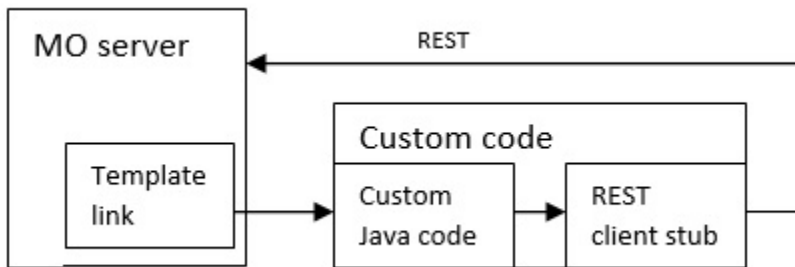 MO server
REST
Custom code
Template
link
Custom
Java code
REST
client stub